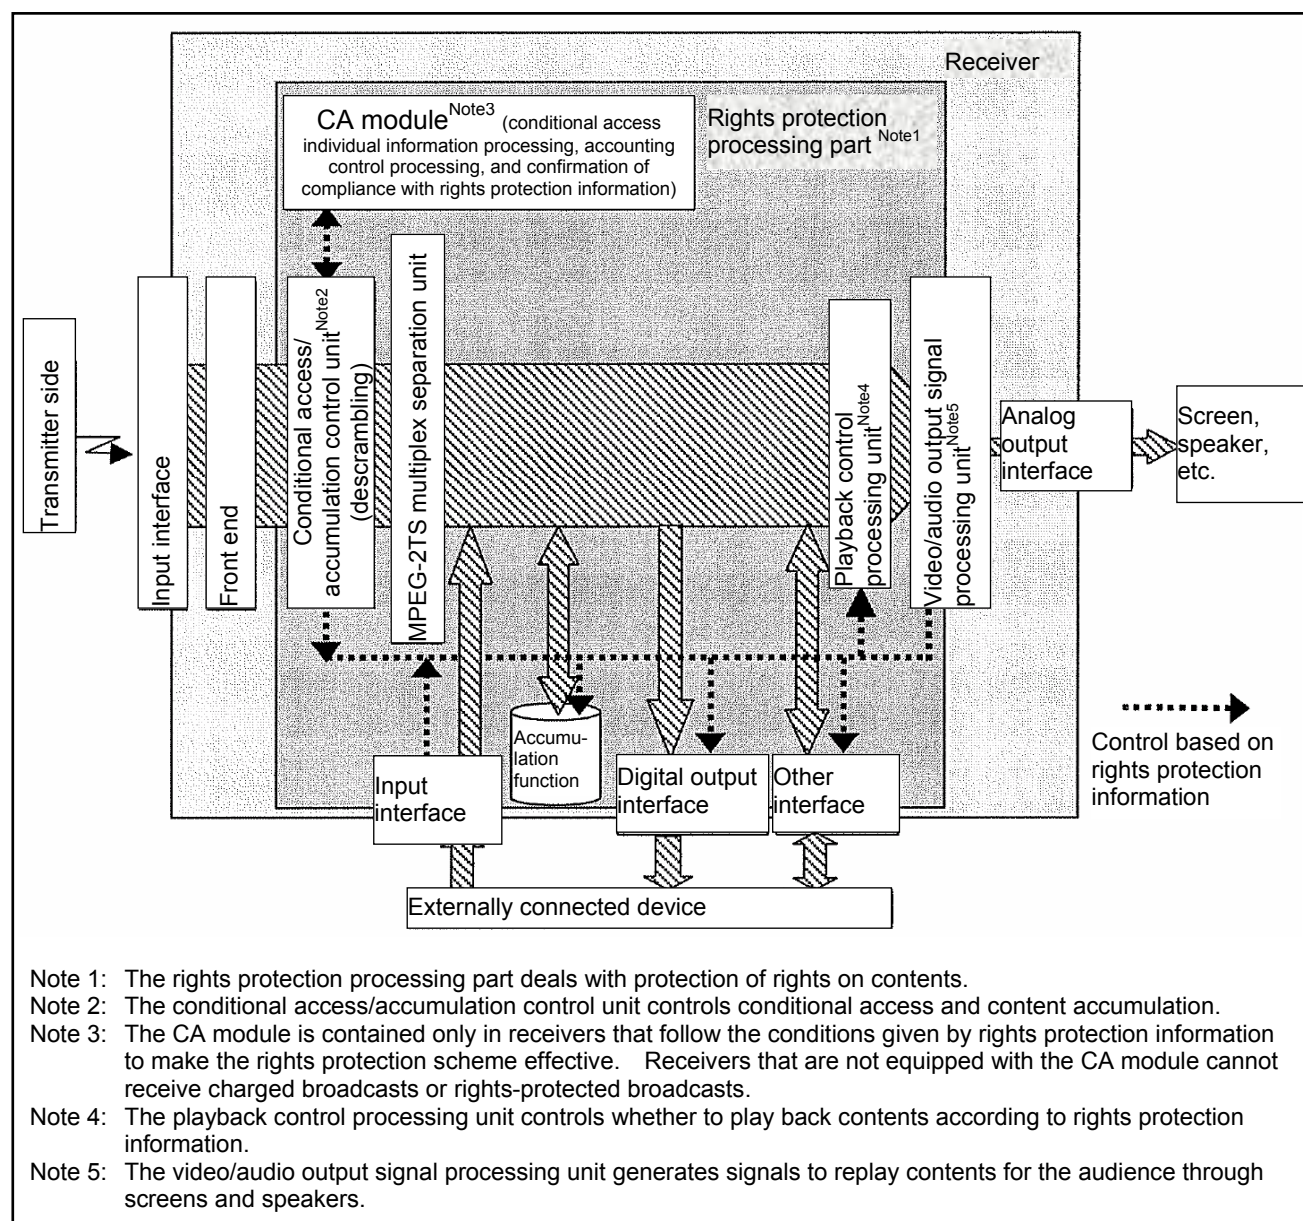 Receiver
CA module Note3 (conditional access
individual information processing, accounting
control processing, and confirmation of
compliance with rights protection information)
Rights protection
processing part Note1
Transmitter side
Input interface
Front end
Conditional access/
accumulation control unit Note2
(descrambling)
MPEG-2TS multiplex separation unit
Playback control
processing unit Note4
Video/audio output signal
processing unit Note5
Analog
output
interface
Screen,
speaker,
etc.
Input
interface
Accumu-
lation
function
Digital output
interface
Other
interface
Control based on
rights protection
information
Externally connected device
Note 1: The rights protection processing part deals with protection of rights on contents.
Note 2: The conditional access/accumulation control unit controls conditional access and content accumulation.
Note 3: The CA module is contained only in receivers that follow the conditions given by rights protection information
to make the rights protection scheme effective. Receivers that are not equipped with the CA module cannot
receive charged broadcasts or rights-protected broadcasts.
Note 4: The playback control processing unit controls whether to play back contents according to rights protection
information.
Note 5: The video/audio output signal processing unit generates signals to replay contents for the audience through
screens and speakers.